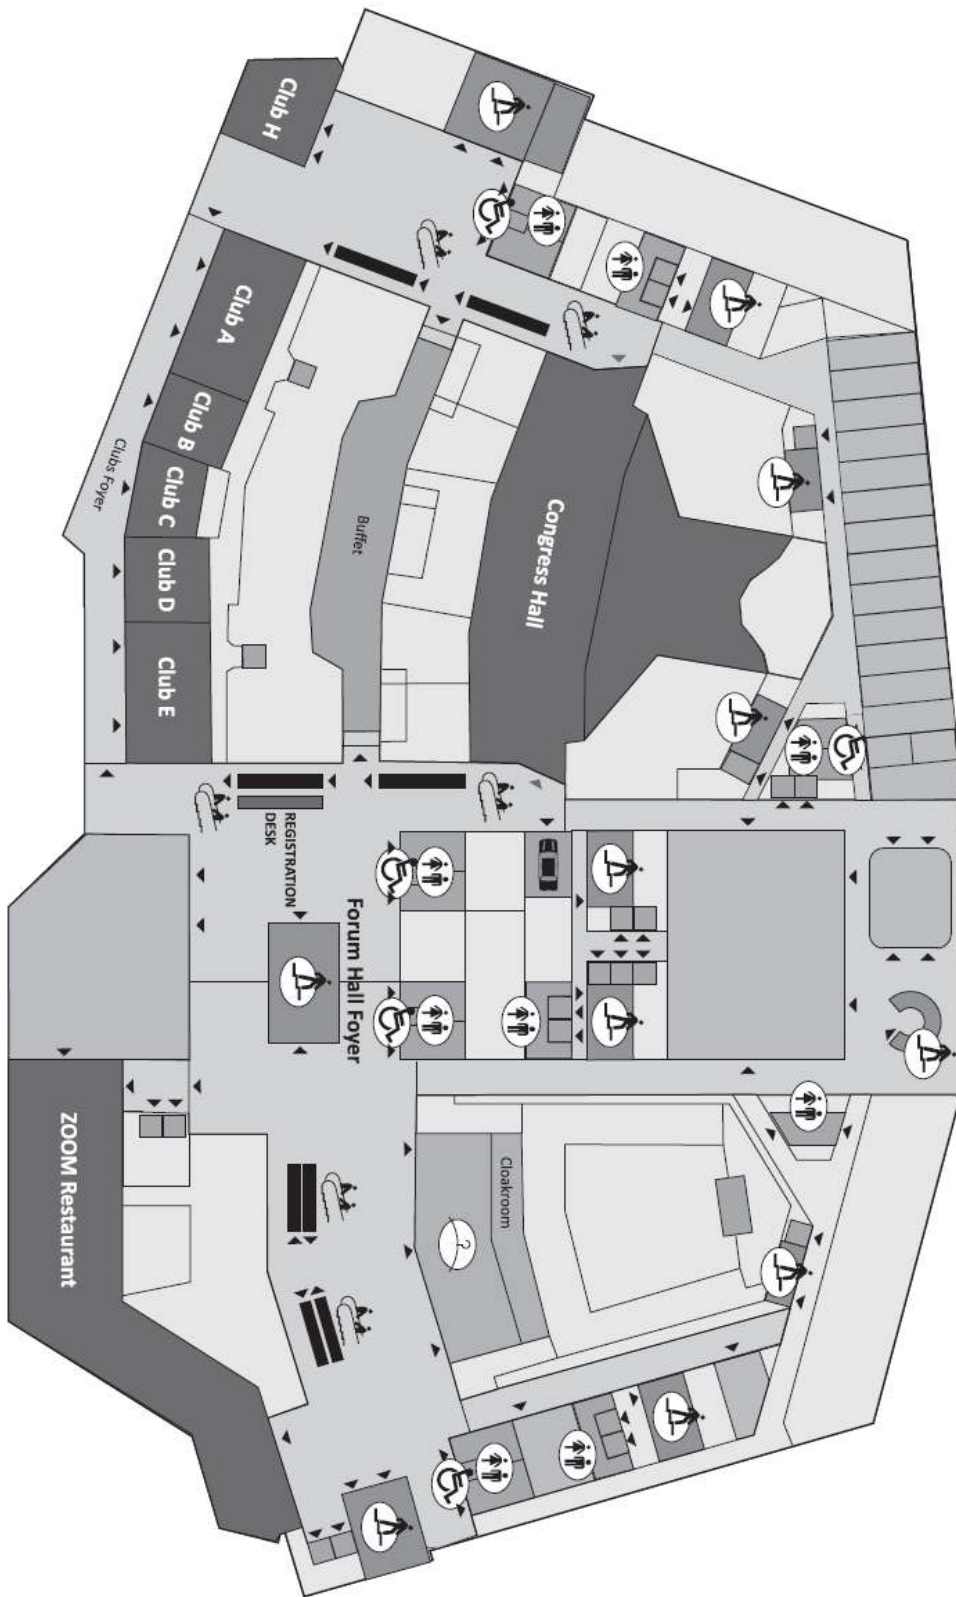 Club H
Club A
Club B
Club C
Club D
Club E
Clubs Foyer
Buffet
Congress Hall
REGISTRATION
DESK
Forum Hall Foyer
Cloakroom
?
ZOOM Restaurant